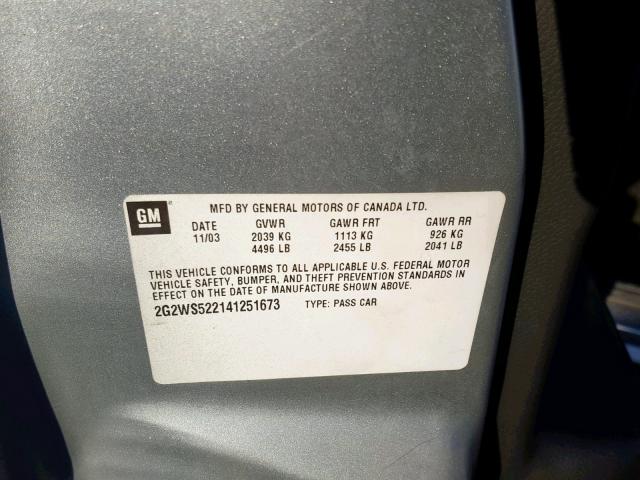 GM
MFD BY GENERAL MOTORS OF CANADA LTD.
DATE GVWR GAWR FRT GAWR RR
11/03 2039 KG 1113 KG 926 KG
4496 LB 2455 LB 2041 LB
THIS VEHICLE CONFORMS TO ALL APPLICABLE U.S. FEDERAL MOTOR
VEHICLE SAFETY, BUMPER, AND THEFT PREVENTION STANDARDS IN
EFFECT ON THE DATE OF MANUFACTURE SHOWN ABOVE.
2G2WS522141251673 TYPE: PASS CAR